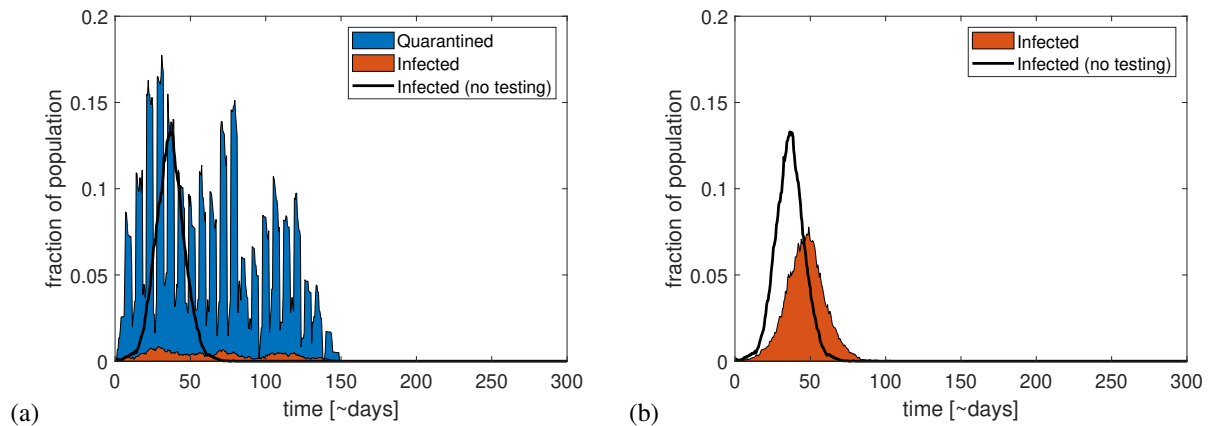 0.2
0.15
0.1
0.05
0
fraction of population
Quarantined
Infected
Infected (no testing)
0 50 100 150 200 250 300
time [~days]
(a)
0.2
0.15
0.1
0.05
0
fraction of population
Infected
Infected (no testing)
0 50 100 150 200 250 300
time [~days]
(b)